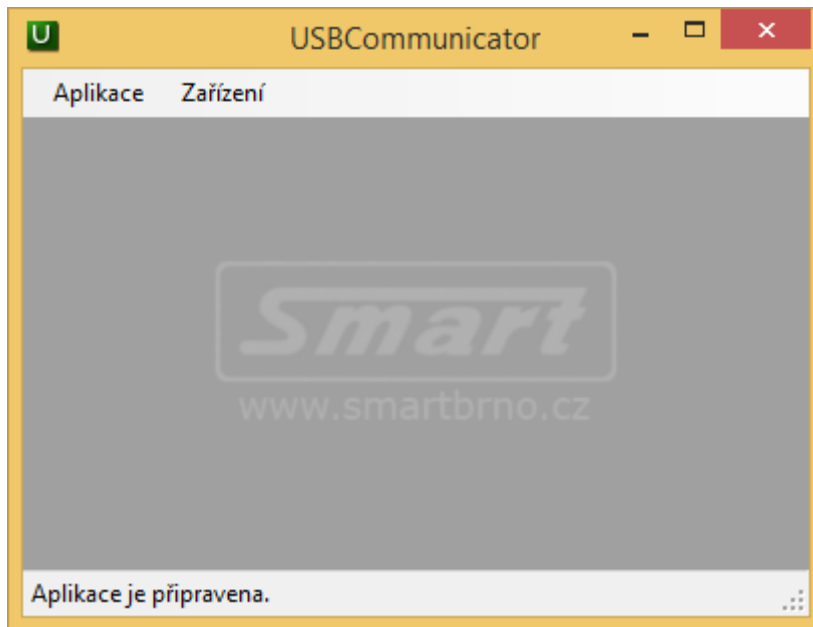 U
USBCommunicator
Aplikace Zařízení
Smart
www.smartbrno.cz
Aplikace je připravena.